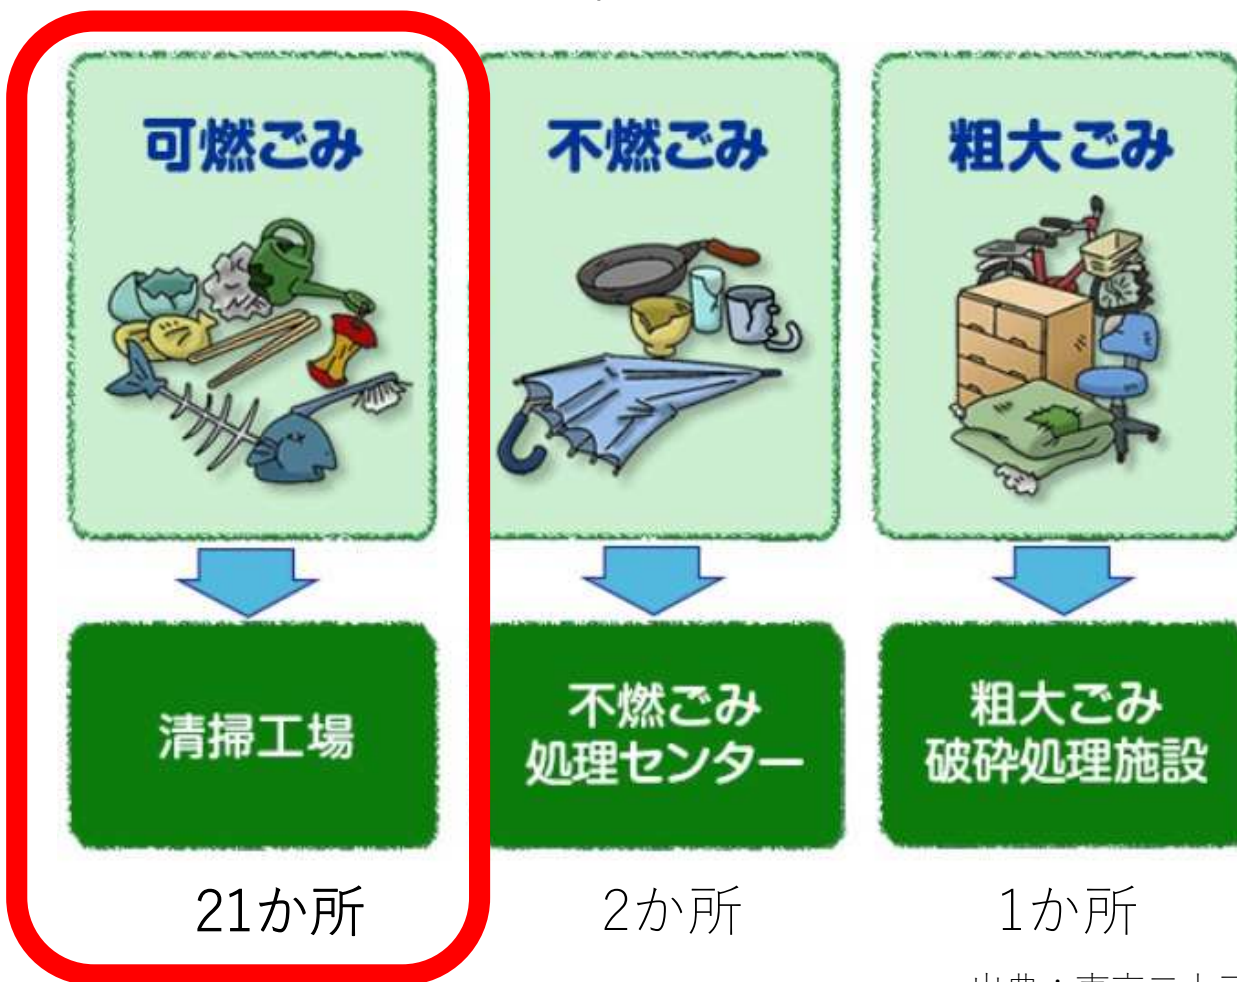 可燃ごみ
不燃ごみ
粗大ごみ
清掃工場
不燃ごみ
処理センター
粗大ごみ
破砕処理施設
21か所
2か所
1か所